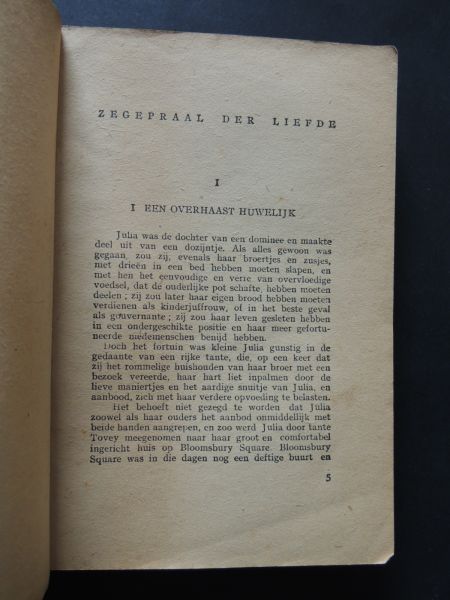 ZEGEPRAAL DER LIEFDE
I
I EEN OVERHAAST HUWELIJK
Julia was de dochter van een dominee en maakte
deel uit van een dozijntje. Als alles gewoon was
gegaan, zou zij, evenals haar broertjes en zusjes,
met drieën in een bed hebben moeten slapen, en
met hen het eenvoudige en verre van overvloedige
voedsel, dat de ouderlijke pot schafte, hebben moeten
deelen; zij zou later haar eigen brood hebben moeten
verdienen als kinderjuffrouw, of in het beste geval
als gouvernante; zij zou haar leven gesleten hebben
in een ondergeschikte positie en haar meer gefortu-
neerde medemenschen benijd hebben.
Doch het fortuin was kleine Julia gunstig in de
gedaante van een rijke tante, die, op een keer dat
zij het rommelige huishouden van haar broer met een
bezoek vereerde, haar hart liet inpalmen door de
lieve maniertjes en het aardige snuitje van Julia, en
aanbood, zich met haar verdere opvoeding te belasten.
Het behoeft niet gezegd te worden dat Julia
zoowel als haar ouders het aanbod onmiddellijk met
beide handen aangrepen, en zoo werd Julia door tante
Tovey meegenomen naar haar groot en comfortabel
ingericht huis op Bloomsbury Square. Bloomsbury
Square was in die dagen nog een deftige buurt en
5